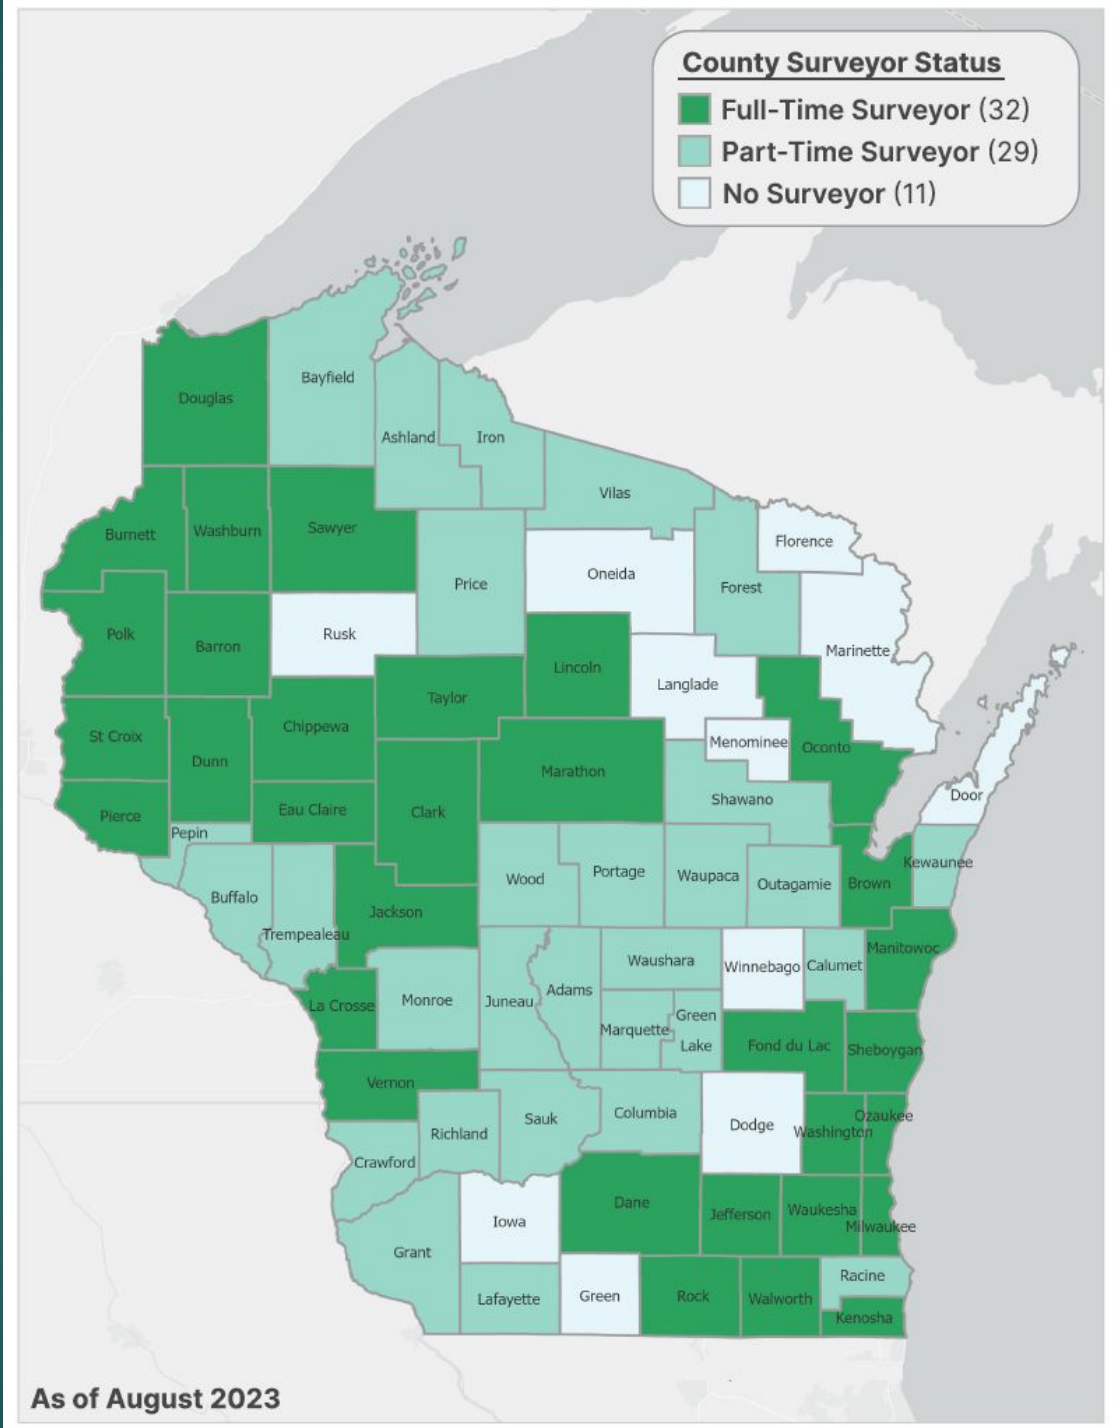 County Surveyor Status
Full-Time Surveyor (32)
Part-Time Surveyor (29)
No Surveyor (11)
Bayfield
Douglas
Ashland
Iron
Vilas
Burnett
Washburn
Sawyer
Florence
Oneida
Price
Forest
Polk
Barron
Rusk
Marinette
Lincoln
Langlade
Taylor
Chippewa
St Croix
Menominee
Oconto
Dunn
Marathon
Door
Shawano
Pierce
Eau Claire
Clark
Pepin
Kewaunee
Wood
Portage
Waupaca
Outagamie
Brown
Buffalo
Jackson
Trempealeau
Manitowoc
Waushara
Winnebago
Calumet
La Crosse
Monroe
Juneau
Adams
Marquette
Green
Lake
Fond du Lac
Sheboygan
Vernon
Richland
Sauk
Columbia
Dodge
Ozaukee
Washington
Crawford
Dane
Jefferson
Waukesha
Milwaukee
Iowa
Grant
Lafayette
Green
Rock
Walworth
Racine
Kenosha
As of August 2023